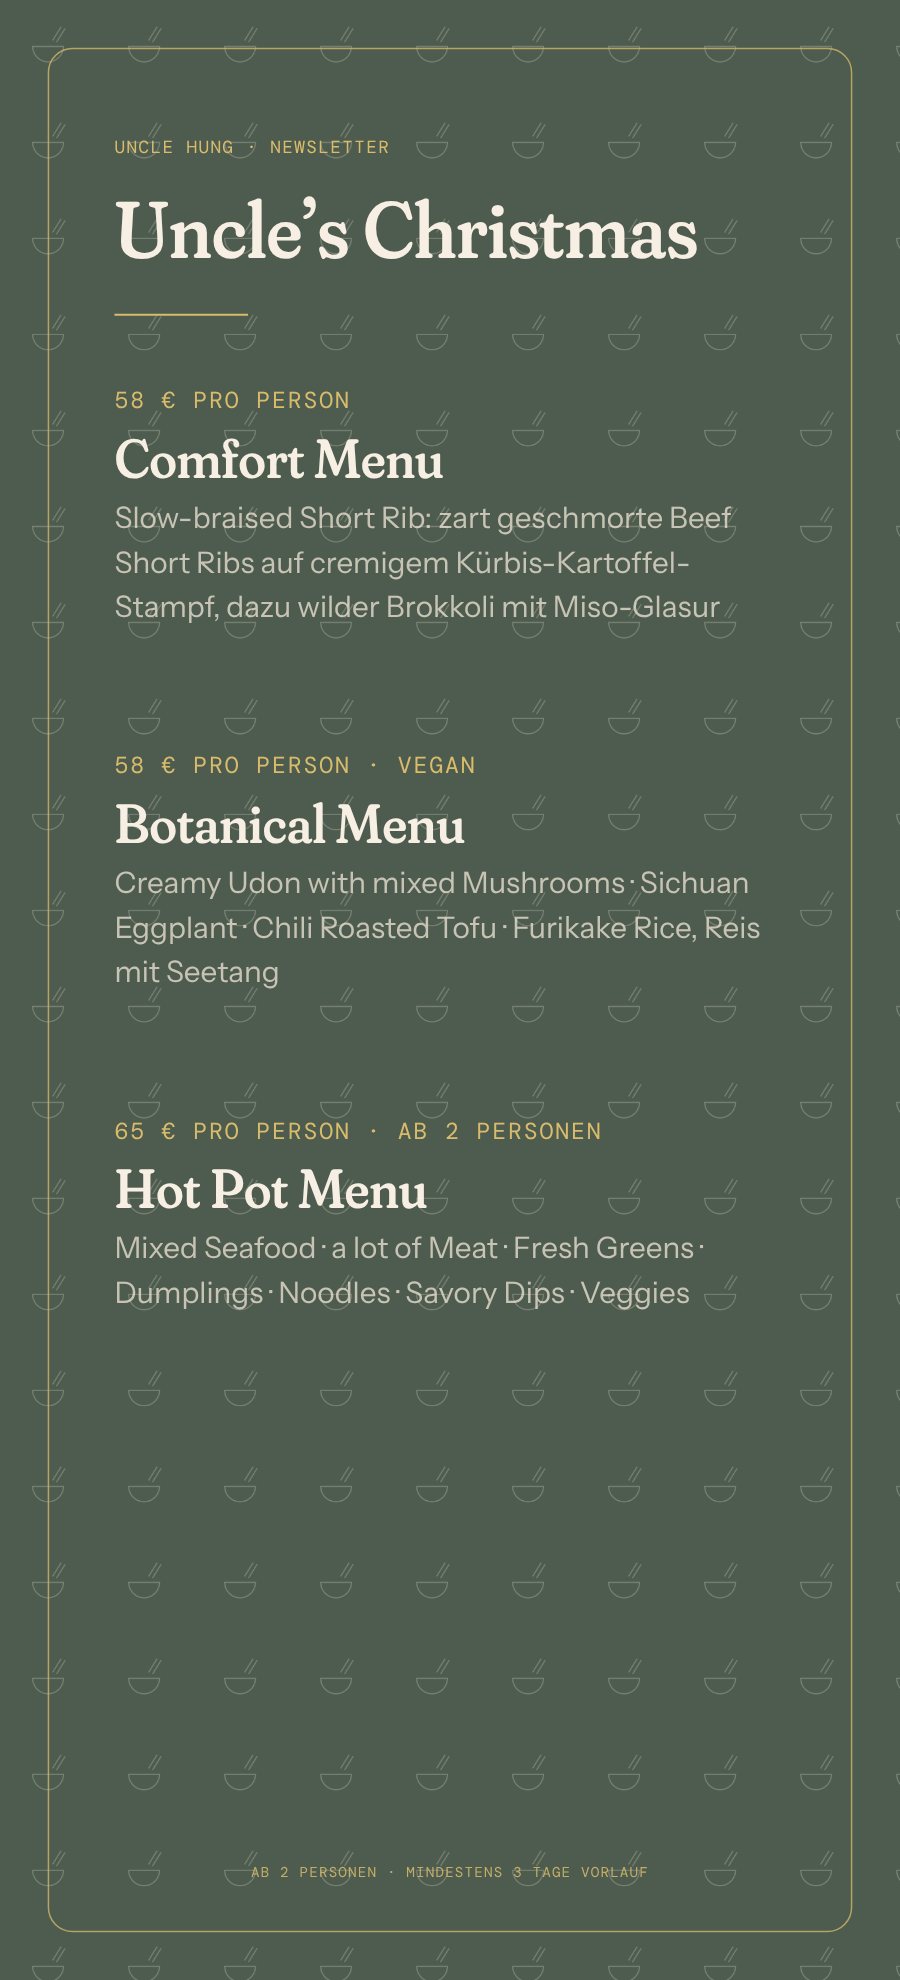 UNCLE HUNG · NEWSLETTER
Uncle’s Christmas
58 € PRO PERSON
Comfort Menu
Slow-braised Short Rib: zart geschmorte Beef
Short Ribs auf cremigem Kürbis-Kartoffel-
Stampf, dazu wilder Brokkoli mit Miso-Glasur
58 € PRO PERSON · VEGAN
Botanical Menu
Creamy Udon with mixed Mushrooms · Sichuan
Eggplant · Chili Roasted Tofu · Furikake Rice, Reis
mit Seetang
65 € PRO PERSON · AB 2 PERSONEN
Hot Pot Menu
Mixed Seafood · a lot of Meat · Fresh Greens ·
Dumplings · Noodles · Savory Dips · Veggies
AB 2 PERSONEN · MINDESTENS 3 TAGE VORLAUF